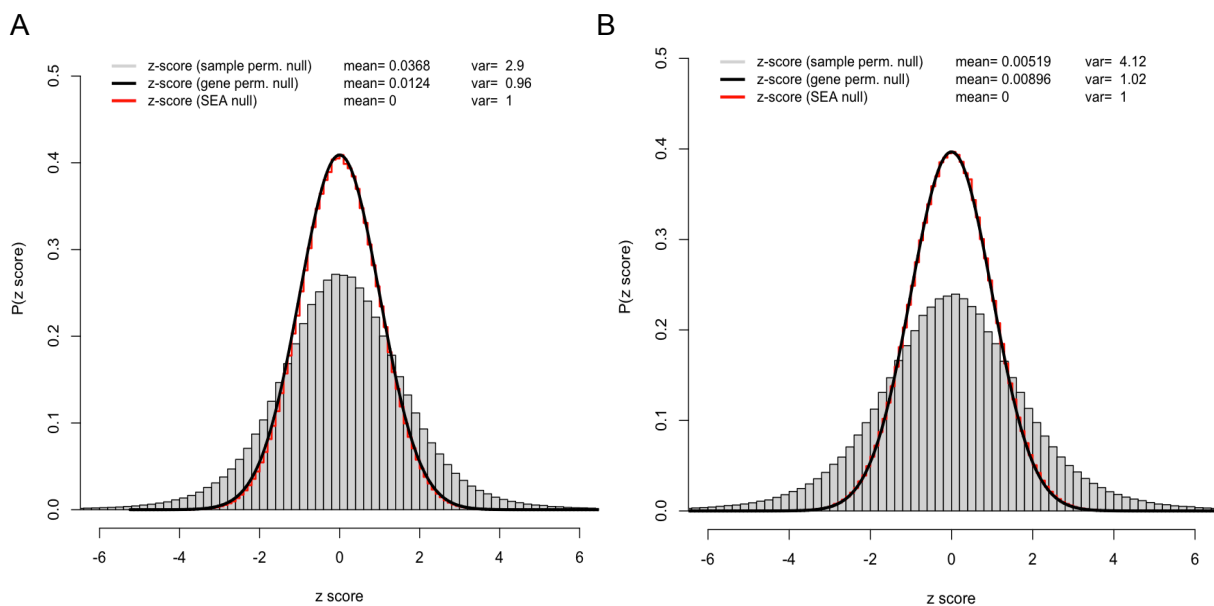 A
z-score (sample perm. null) mean= 0.0368 var= 2.9
z-score (gene perm. null) mean= 0.0124 var= 0.96
z-score (SEA null) mean= 0 var= 1
P(z score)
0.5
0.4
0.3
0.2
0.1
0.0
-6 -4 -2 0 2 4 6
z score
B
z-score (sample perm. null) mean= 0.00519 var= 4.12
z-score (gene perm. null) mean= 0.00896 var= 1.02
z-score (SEA null) mean= 0 var= 1
P(z score)
0.5
0.4
0.3
0.2
0.1
0.0
-6 -4 -2 0 2 4 6
z score